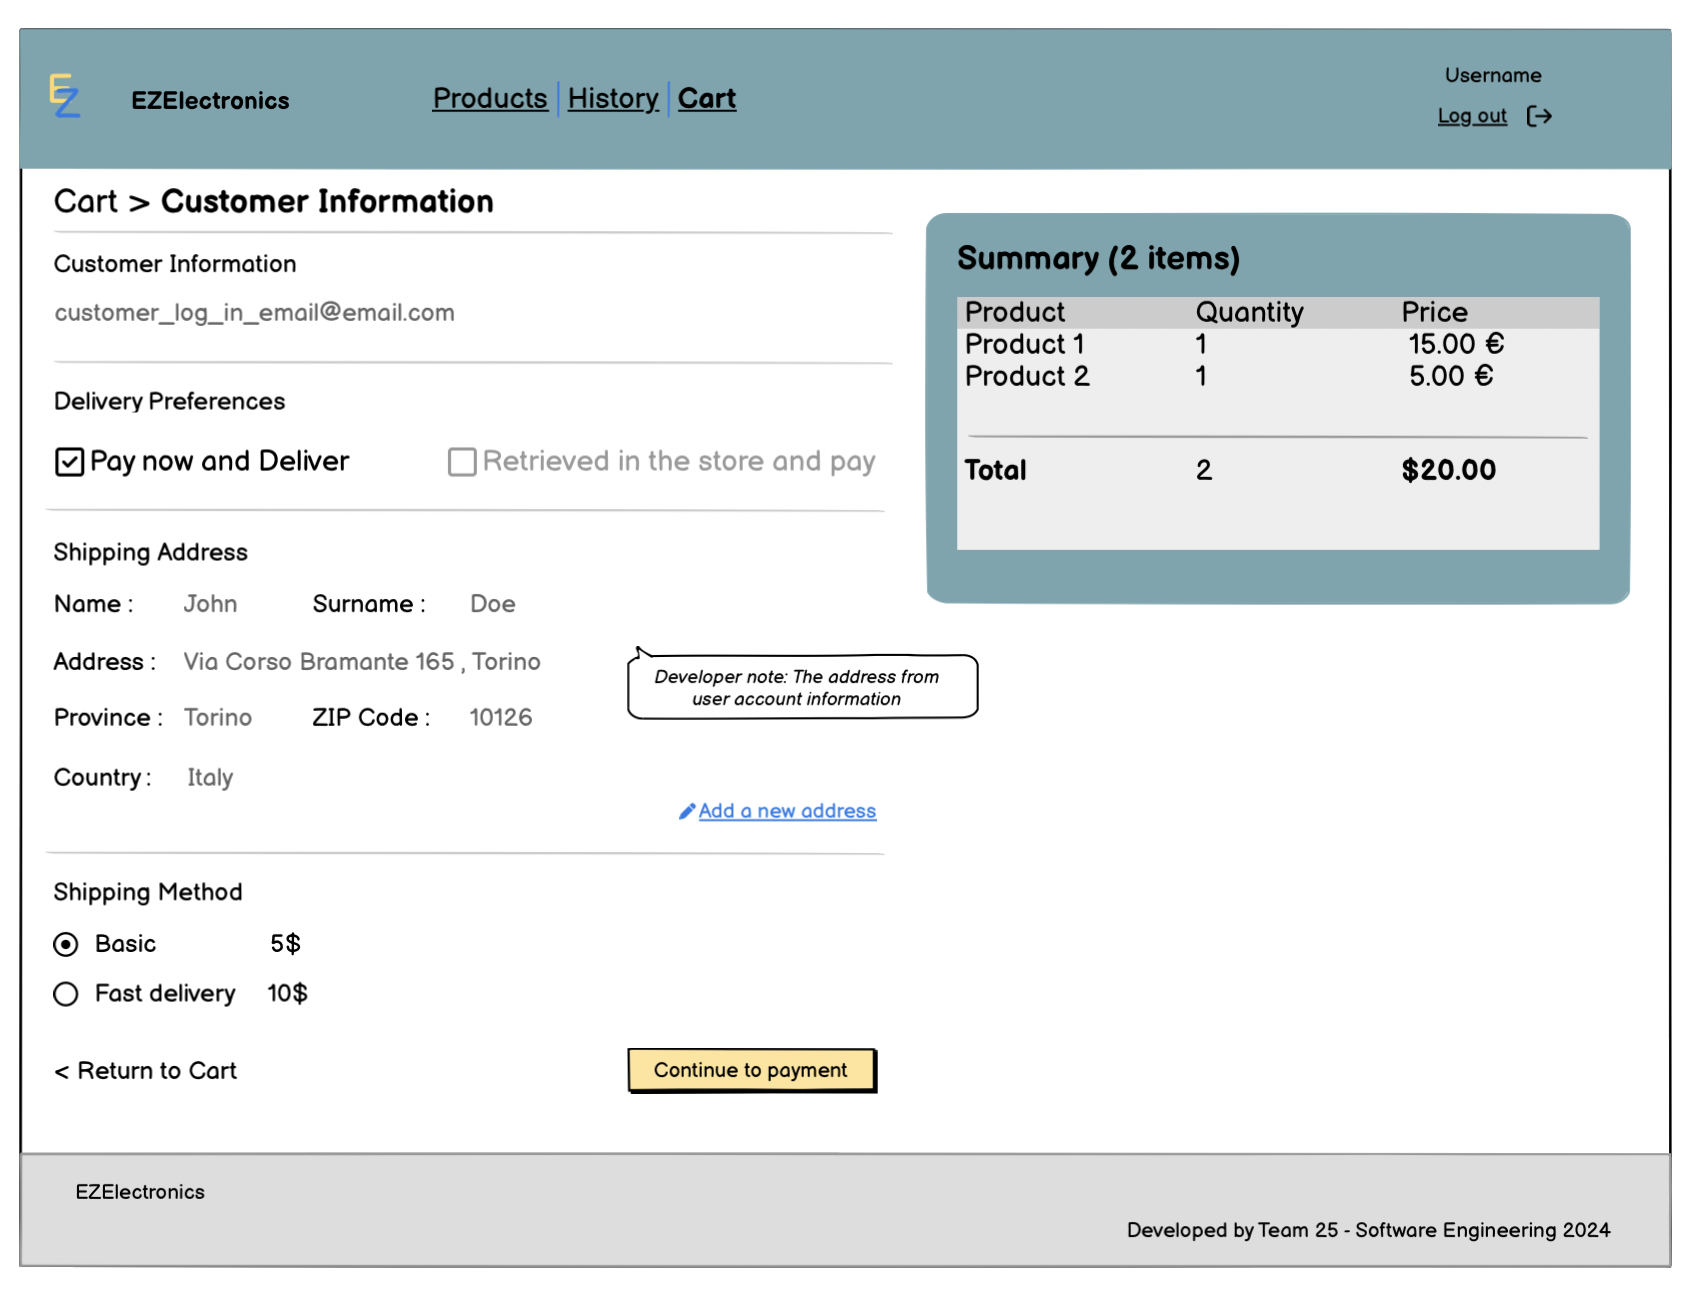 EZ
EZElectronics
Products | History | Cart
Username
Log out
Cart > Customer Information
Customer Information
customer_log_in_email@email.com
Delivery Preferences
Pay now and Deliver
Retrieved in the store and pay
Shipping Address
Name : John Surname : Doe
Address : Via Corso Bramante 165 , Torino
Province : Torino ZIP Code : 10126
Country : Italy
Developer note: The address from
user account information
Add a new address
Shipping Method
Basic 5$
Fast delivery 10$
< Return to Cart
Continue to payment
Summary (2 items)
Product Quantity Price
Product 1 1 15.00 €
Product 2 1 5.00 €
Total 2 $20.00
EZElectronics
Developed by Team 25 - Software Engineering 2024